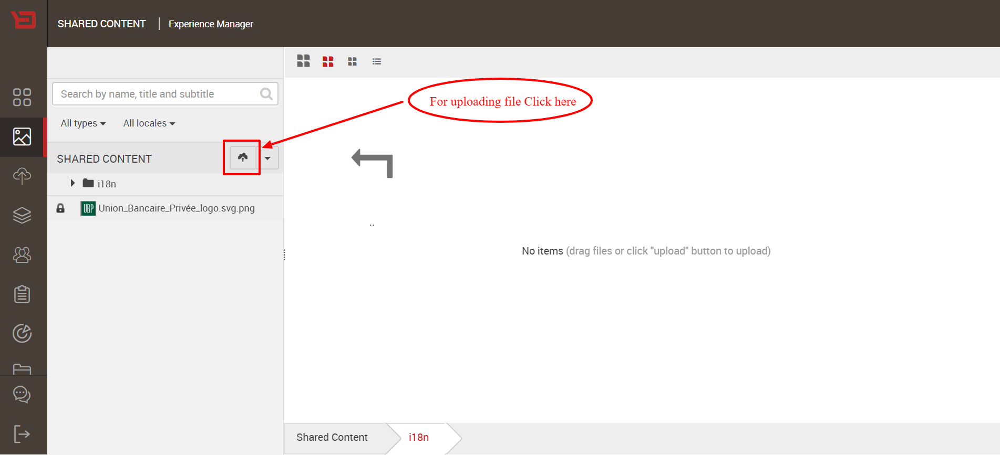 SHARED CONTENT | Experience Manager
Search by name, title and subtitle
For uploading file Click here
All types All locales
SHARED CONTENT
i18n
UBP Union_Bancaire_Privée_logo.svg.png
..
No items (drag files or click "upload" button to upload)
Shared Content i18n